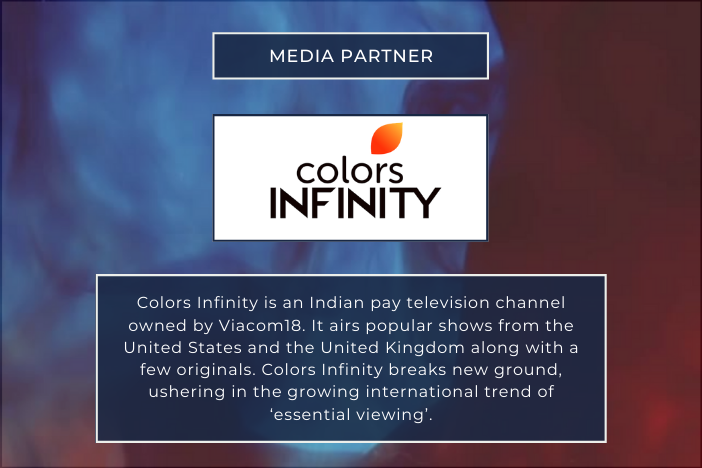 MEDIA PARTNER
colors
INFINITY
Colors Infinity is an Indian pay television channel
owned by Viacom18. It airs popular shows from the
United States and the United Kingdom along with a
few originals. Colors Infinity breaks new ground,
ushering in the growing international trend of
‘essential viewing’.